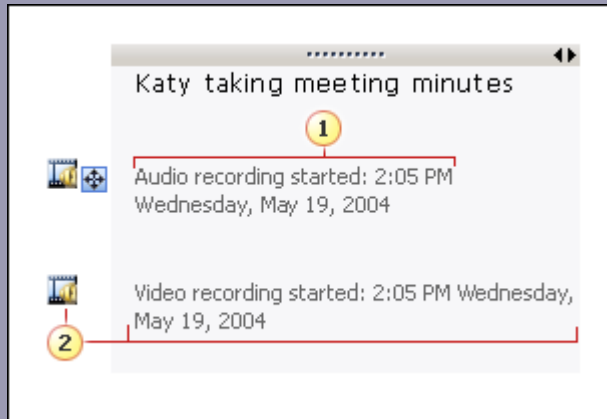 Katy taking meeting minutes
1
Audio recording started: 2:05 PM
Wednesday, May 19, 2004
Video recording started: 2:05 PM Wednesday,
May 19, 2004
2